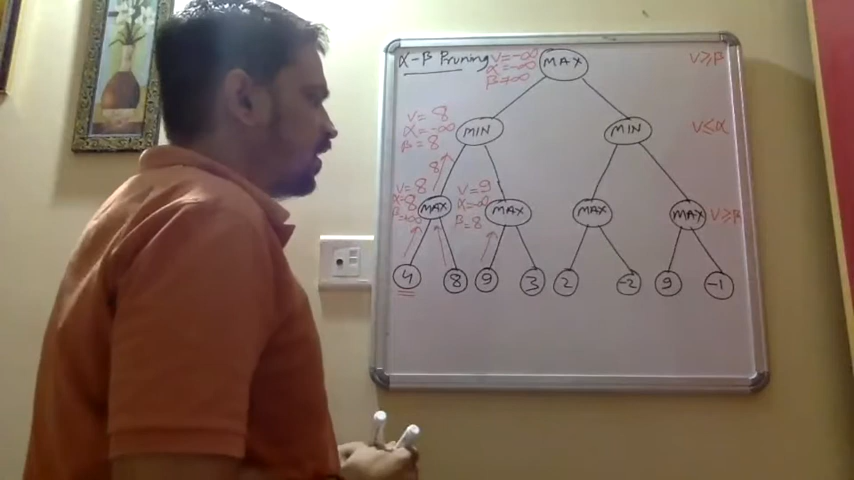 α-β Pruning
V=-∞
α=-∞
β=+∞
MAX
V≥β
V= 8
α=-∞
β=8
MIN
MIN
V≤α
8
V=8
α=8
β=+∞
MAX
V=9
α=-∞
β=8
MAX
MAX
MAX
V≥β
4 8 9 3 2 -2 9 -1